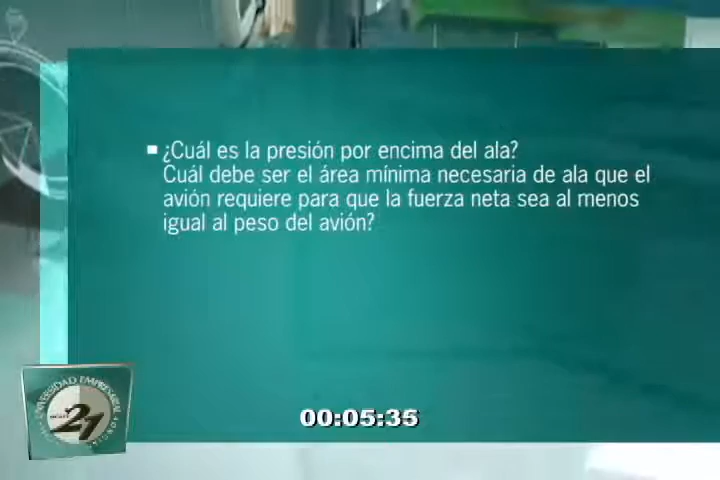 ¿Cuál es la presión por encima del ala?
Cuál debe ser el área mínima necesaria de ala que el
avión requiere para que la fuerza neta sea al menos
igual al peso del avión?
UNIVERSIDAD EMPRESARIAL
21
00:05:35